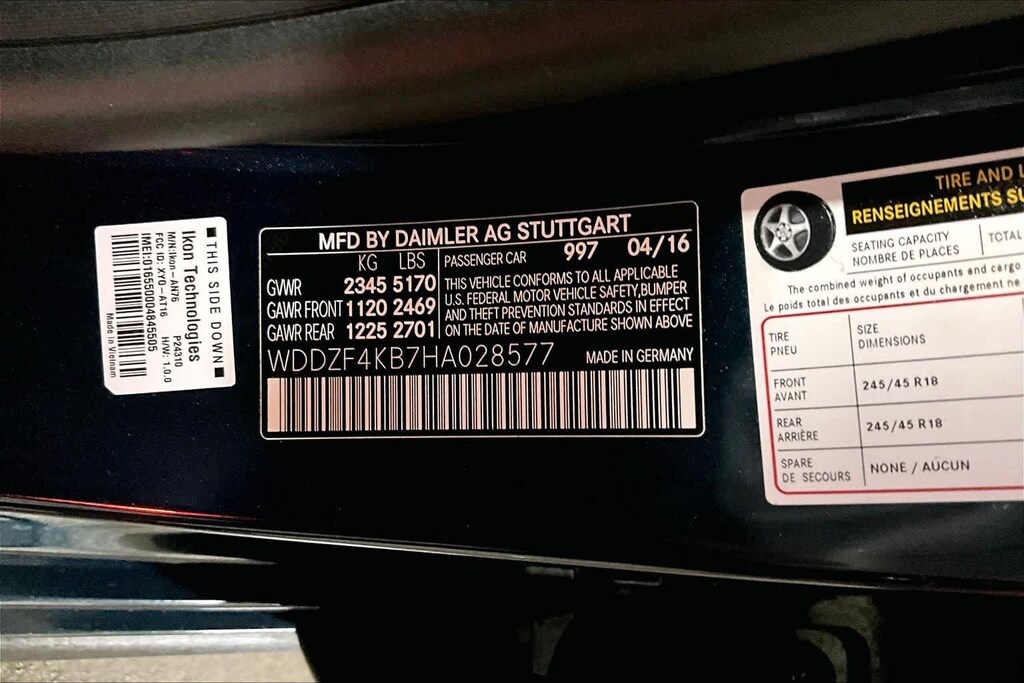 ■ THIS SIDE DOWN ■
Ikon Technologies
M/N:Ikon-AN76 P24310
FCC ID: XYO-AT16 H/W: 1.0.0
IMEI:016550004845505
Made in Vietnam
MFD BY DAIMLER AG STUTTGART
KG LBS
GVWR 2345 5170
GAWR FRONT 1120 2469
GAWR REAR 1225 2701
PASSENGER CAR 997 04/16
THIS VEHICLE CONFORMS TO ALL APPLICABLE
U.S. FEDERAL MOTOR VEHICLE SAFETY,BUMPER
AND THEFT PREVENTION STANDARDS IN EFFECT
ON THE DATE OF MANUFACTURE SHOWN ABOVE
WDDZF4KB7HA028577 MADE IN GERMANY
TIRE AND L
RENSEIGNEMENTS SU
SEATING CAPACITY
NOMBRE DE PLACES
TOTAL
The combined weight of occupants and cargo
Le poids total des occupants et du chargement ne
TIRE
PNEU
SIZE
DIMENSIONS
FRONT
AVANT
245/45 R18
REAR
ARRIÈRE
245/45 R18
SPARE
DE SECOURS
NONE / AUCUN